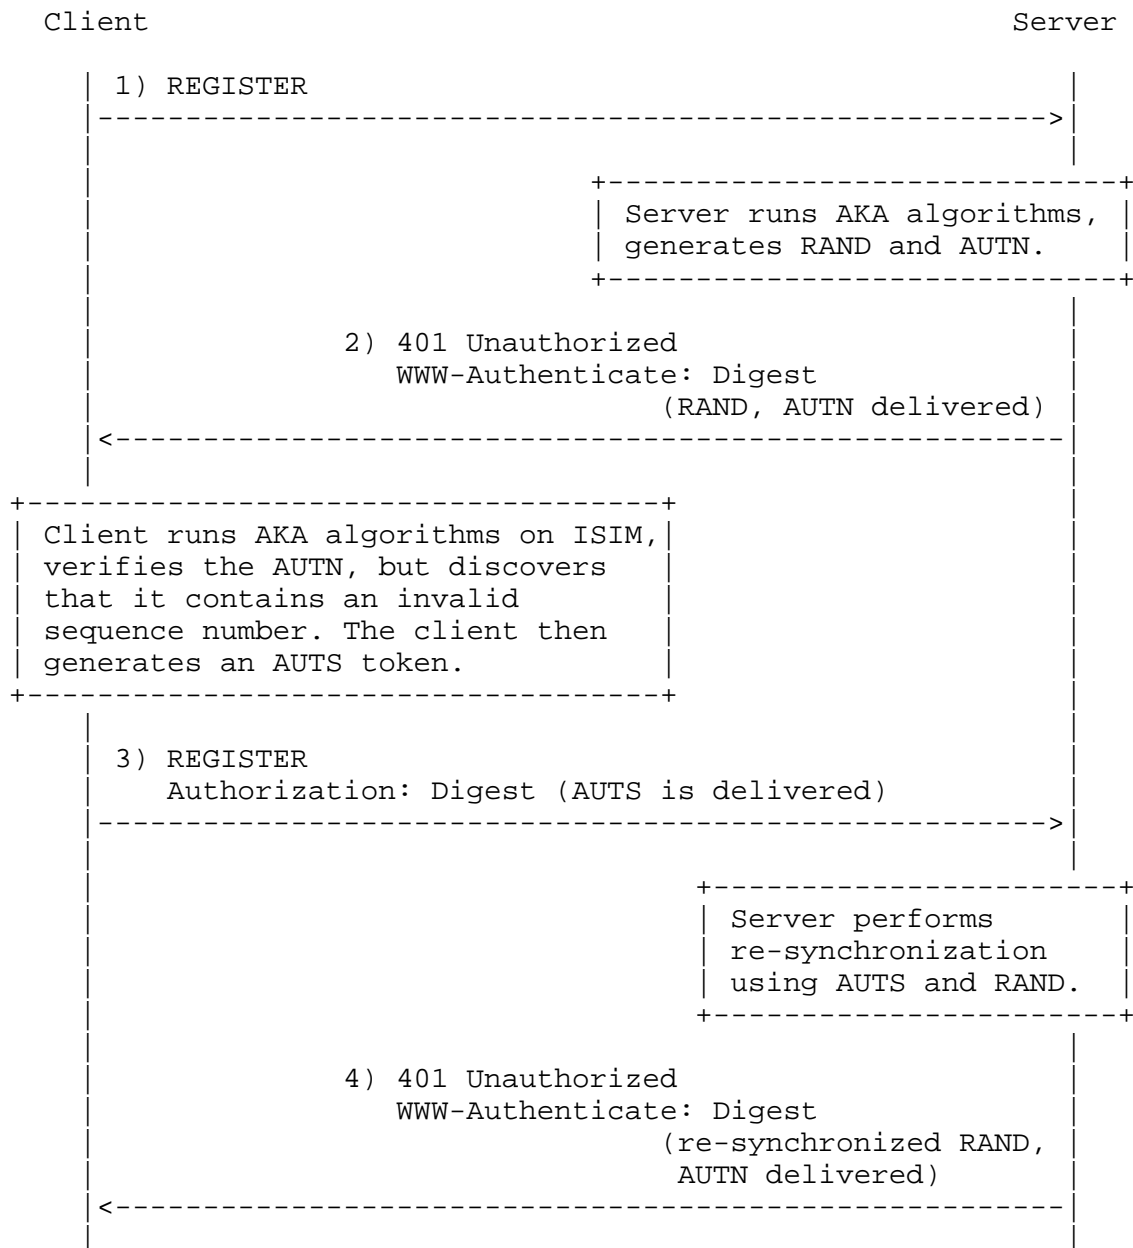 Client Server
1) REGISTER
Server runs AKA algorithms,
generates RAND and AUTN.
2) 401 Unauthorized
WWW-Authenticate: Digest
(RAND, AUTN delivered)
Client runs AKA algorithms on ISIM,
verifies the AUTN, but discovers
that it contains an invalid
sequence number. The client then
generates an AUTS token.
3) REGISTER
Authorization: Digest (AUTS is delivered)
Server performs
re-synchronization
using AUTS and RAND.
4) 401 Unauthorized
WWW-Authenticate: Digest
(re-synchronized RAND,
AUTN delivered)